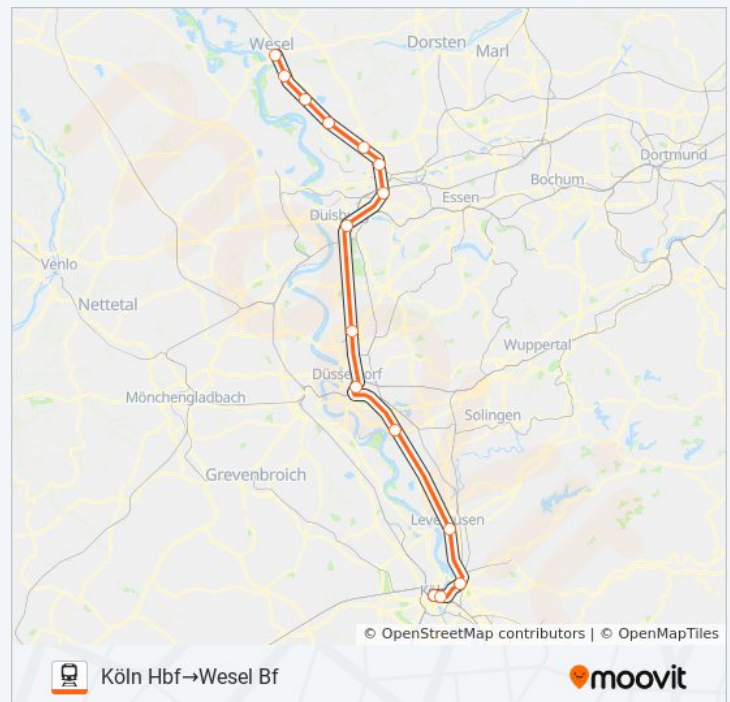 Wesel
Dorsten
Marl
Dortmund
Bochum
Essen
Venlo
Nettetal
Wuppertal
Mönchengladbach
Solingen
Grevenbroich
© OpenStreetMap contributors | © OpenMapTiles
Köln Hbf→Wesel Bf
moovit